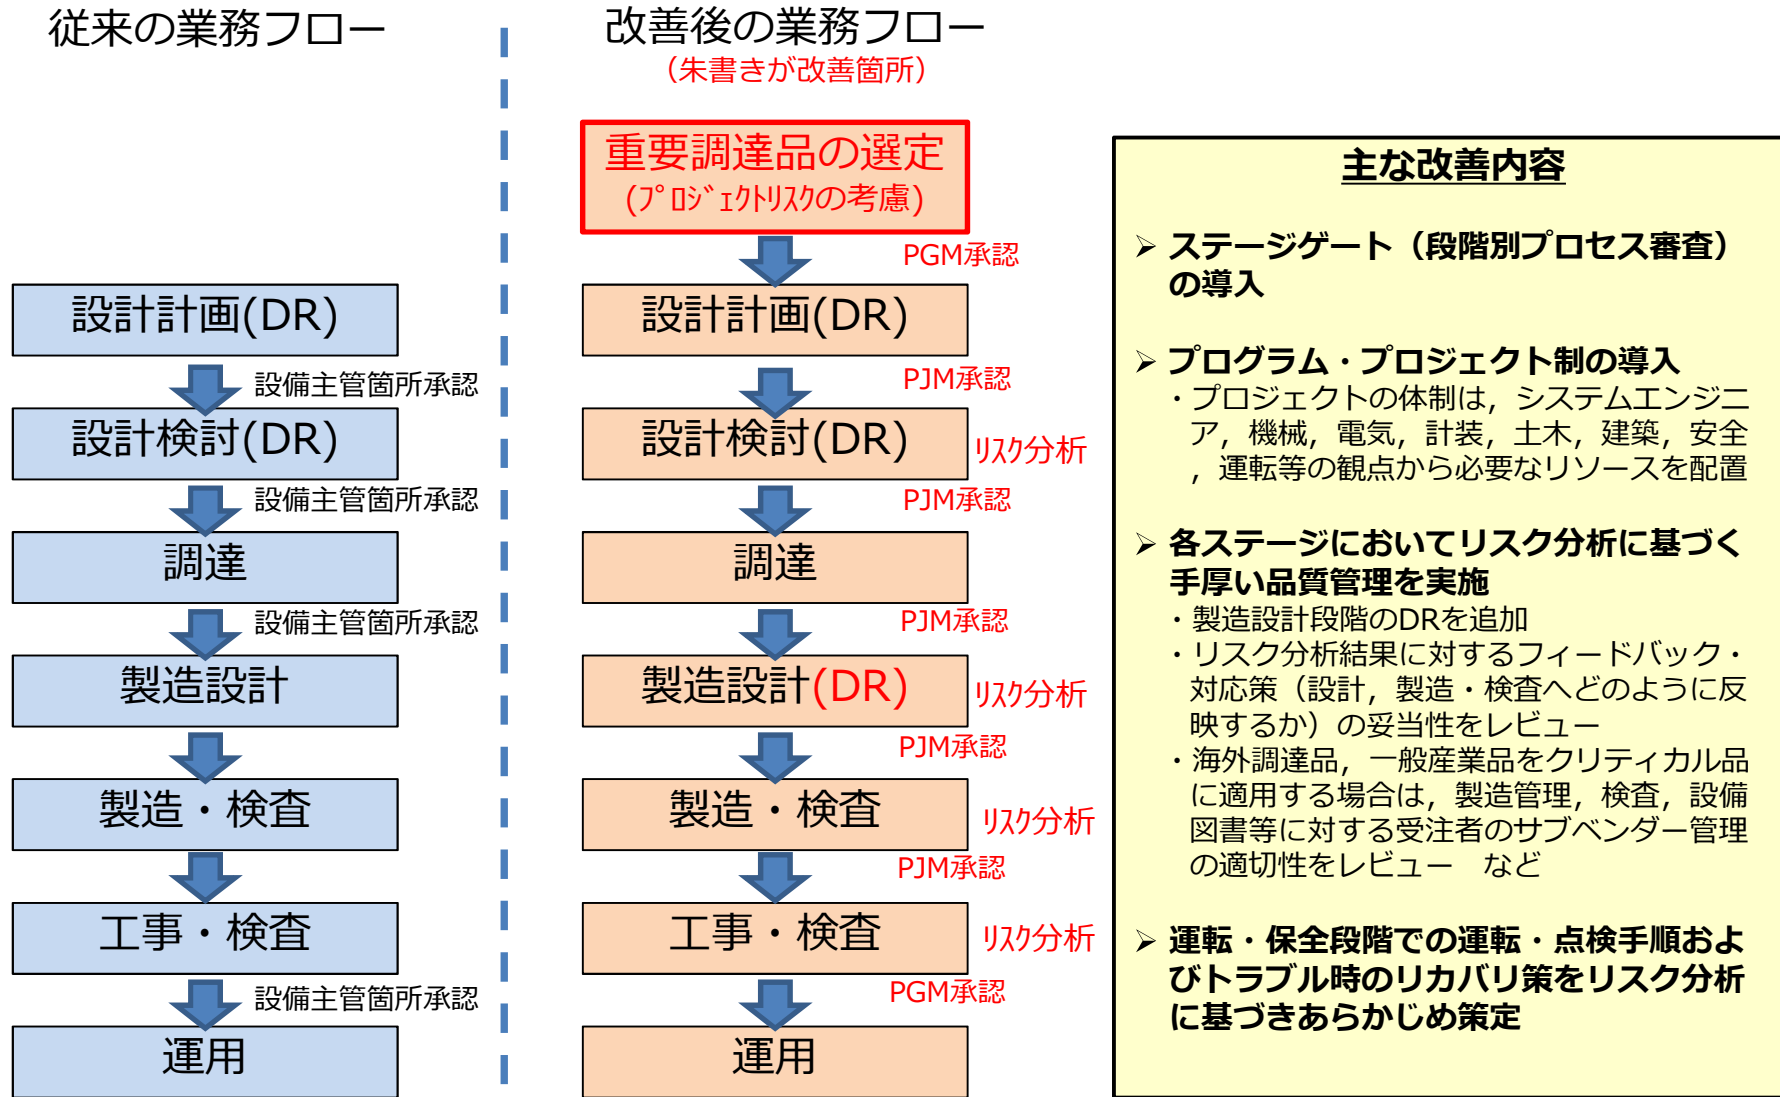 従来の業務フロー
設計計画(DR)
設備主管箇所承認
設計検討(DR)
設備主管箇所承認
調達
設備主管箇所承認
製造設計
製造・検査
工事・検査
設備主管箇所承認
運用
改善後の業務フロー
（朱書きが改善箇所）
重要調達品の選定
(ﾌﾟﾛｼﾞｪｸﾄﾘｽｸの考慮)
PGM承認
設計計画(DR)
PJM承認
設計検討(DR)
ﾘｽｸ分析
PJM承認
調達
PJM承認
製造設計(DR)
ﾘｽｸ分析
PJM承認
製造・検査
ﾘｽｸ分析
PJM承認
工事・検査
ﾘｽｸ分析
PGM承認
運用
主な改善内容
➢ ステージゲート（段階別プロセス審査）
の導入
➢ プログラム・プロジェクト制の導入
・プロジェクトの体制は，システムエンジニ
ア，機械，電気，計装，土木，建築，安全
，運転等の観点から必要なリソースを配置
➢ 各ステージにおいてリスク分析に基づく
手厚い品質管理を実施
・製造設計段階のDRを追加
・リスク分析結果に対するフィードバック・
対応策（設計，製造・検査へどのように反
映するか）の妥当性をレビュー
・海外調達品，一般産業品をクリティカル品
に適用する場合は，製造管理，検査，設備
図書等に対する受注者のサブベンダー管理
の適切性をレビュー　など
➢ 運転・保全段階での運転・点検手順およ
びトラブル時のリカバリ策をリスク分析
に基づきあらかじめ策定